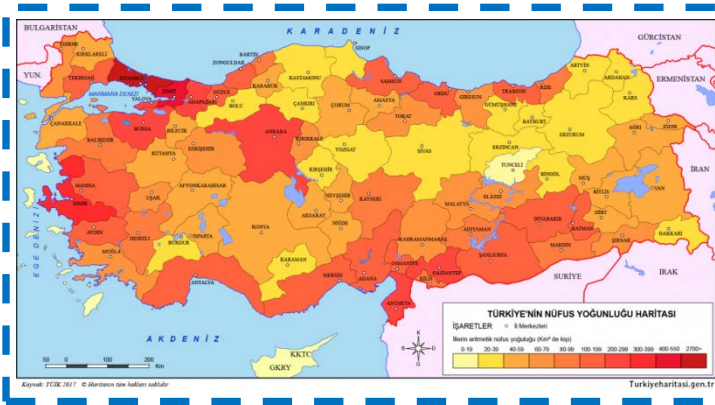 BULGARİSTAN
KARADENİZ
GÜRCİSTAN
YUN.
ERMENİSTAN
İRAN
IRAK
SURİYE
EDİRNE
KIRKLARELİ
TEKİRDAĞ
İSTANBUL
İZMİT
YALOVA
ADAPAZARI
DÜZCE
BOLU
ZONGULDAK
BARTIN
KARABÜK
KASTAMONU
SİNOP
ÇANKIRI
ÇORUM
AMASYA
SAMSUN
TOKAT
ORDU
GİRESUN
TRABZON
RİZE
ARTVİN
ARDAHAN
KARS
GÜMÜŞHANE
BAYBURT
ERZURUM
AĞRI
IĞDIR
MARMARA DENİZİ
ÇANAKKALE
BALIKESİR
BURSA
BİLECİK
ESKİŞEHİR
KÜTAHYA
ANKARA
KIRIKKALE
YOZGAT
KIRŞEHİR
SİVAS
ERZİNCAN
TUNCELİ
BİNGÖL
MUŞ
BİTLİS
VAN
MANİSA
İZMİR
UŞAK
AFYONKARAHİSAR
AKSARAY
NEVŞEHİR
KAYSERİ
MALATYA
ELAZIĞ
DİYARBAKIR
BATMAN
SİİRT
ŞIRNAK
HAKKARİ
AYDIN
DENİZLİ
MUĞLA
BURDUR
ISPARTA
ANTALYA
KONYA
KARAMAN
NİĞDE
MERSİN
ADANA
OSMANİYE
KAHRAMANMARAŞ
ADIYAMAN
GAZİANTEP
KİLİS
ŞANLIURFA
MARDİN
ANTAKYA
EGE DENİZİ
AKDENİZ
KKTC
GKRY
50 0 100 200
Km
K
B D
G
TÜRKİYE'NİN NÜFUS YOĞUNLUĞU HARİTASI
İŞARETLER İl Merkezleri
İllerin aritmetik nüfus yoğunluğu (Km² de kişi)
0-19 20-39 40-59 60-79 80-99 100-199 200-299 300-399 400-550 2700+
Kaynak: TÜİK 2017 © Haritanın tüm hakları saklıdır
Turkiyeharitasi.gen.tr